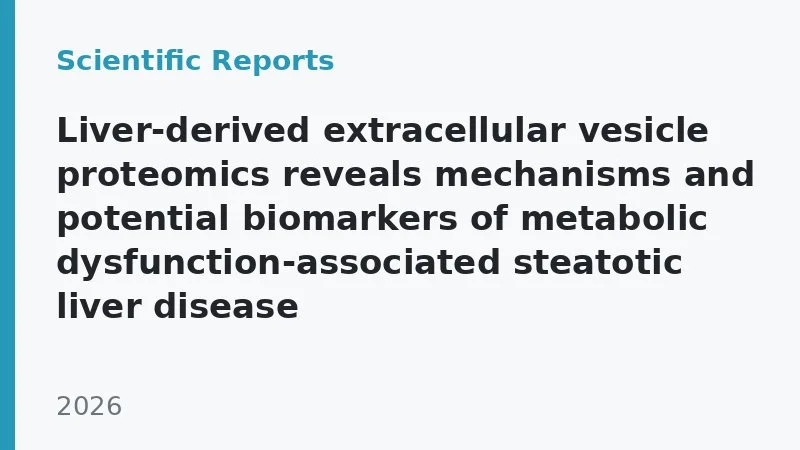 Scientific Reports
Liver-derived extracellular vesicle
proteomics reveals mechanisms and
potential biomarkers of metabolic
dysfunction-associated steatotic
liver disease
2026